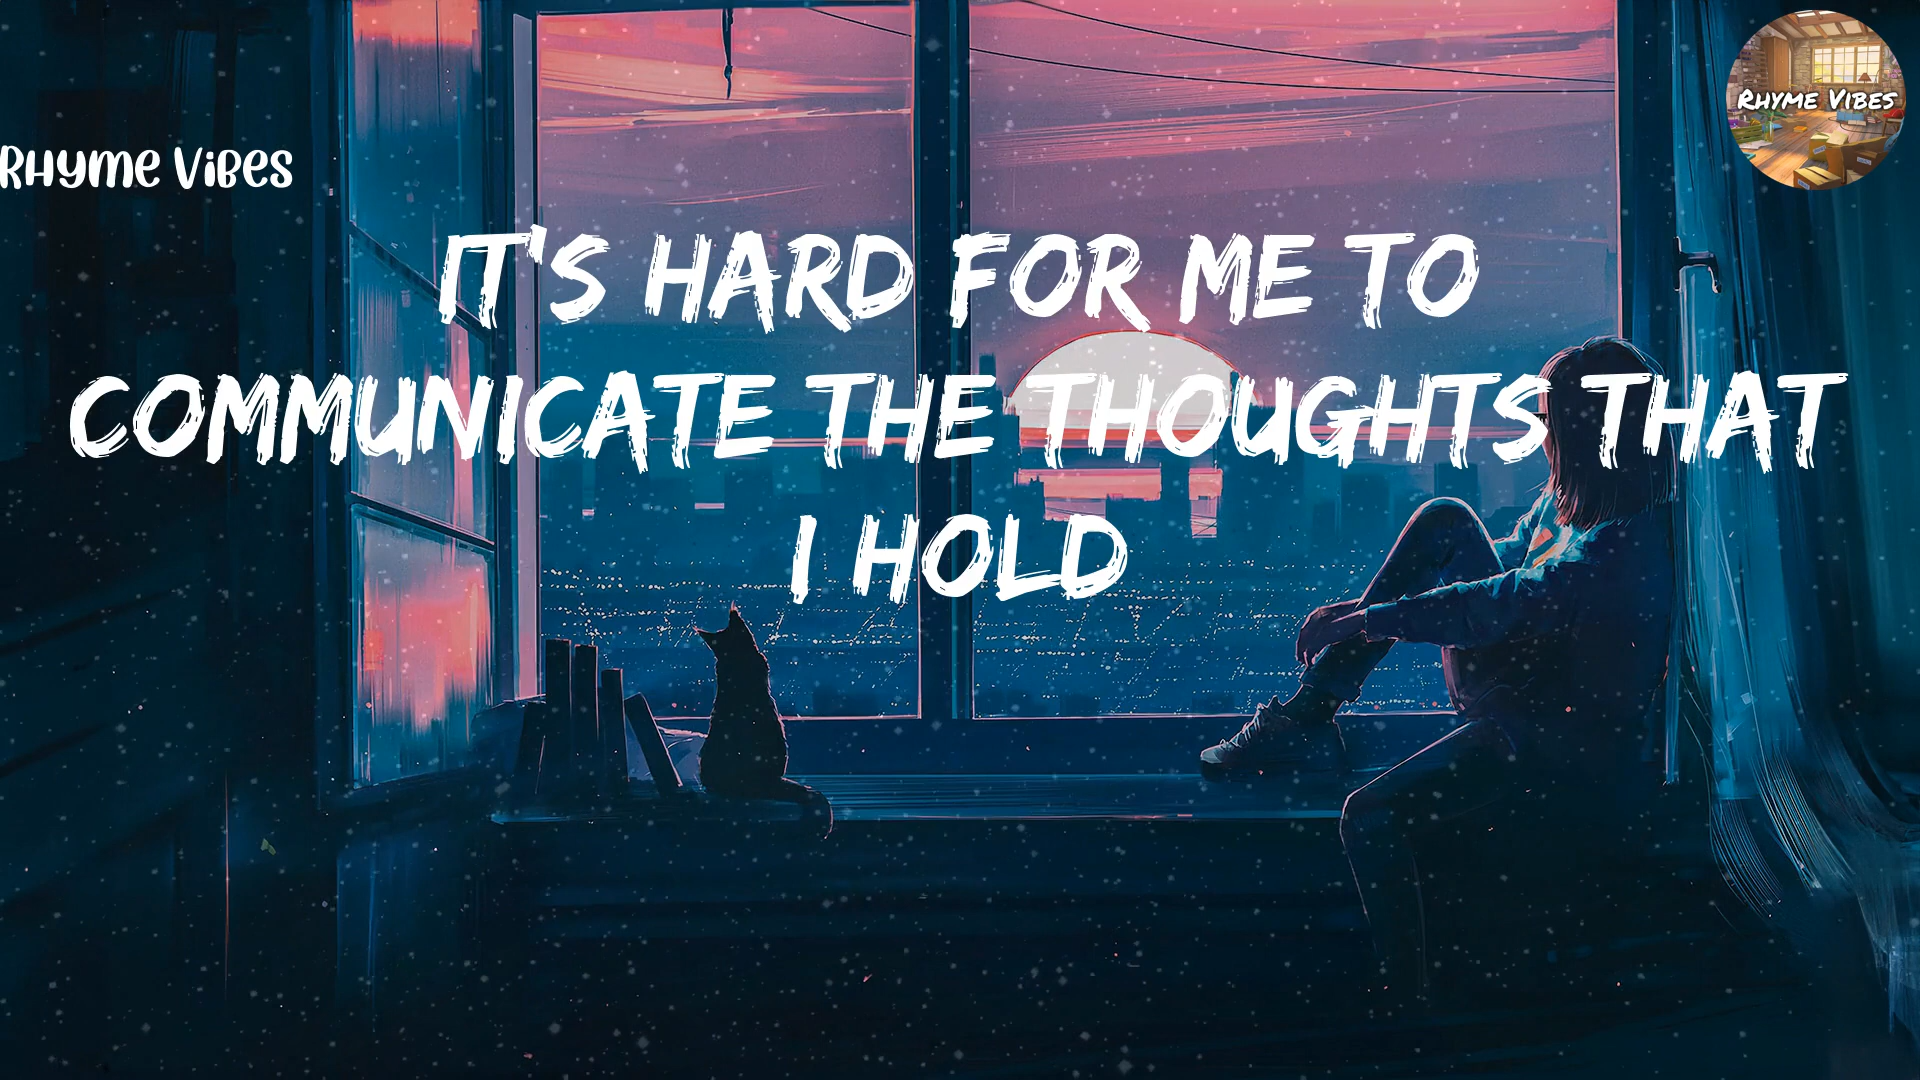 Rhyme Vibes
Rhyme Vibes
IT'S HARD FOR ME TO
COMMUNICATE THE THOUGHTS THAT
I HOLD